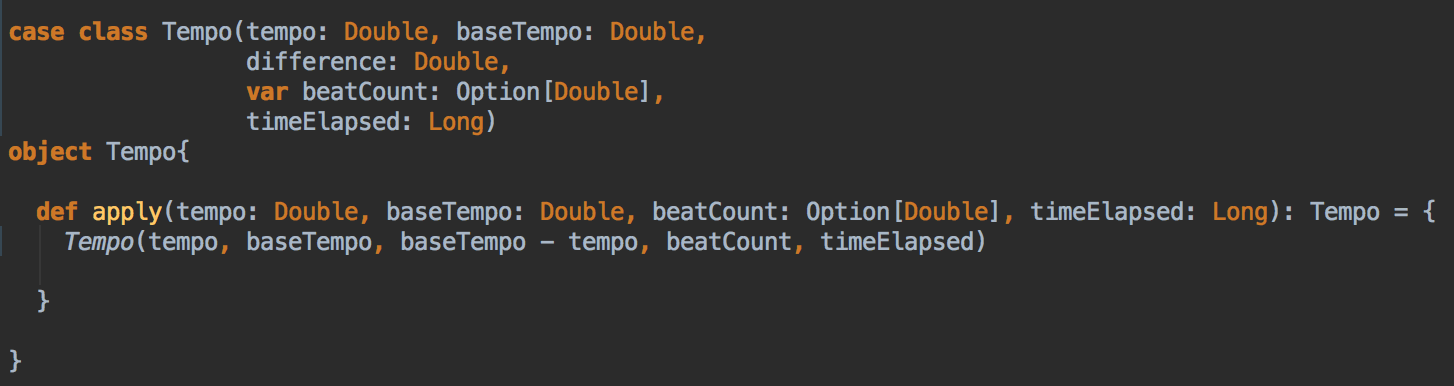 case class Tempo(tempo: Double, baseTempo: Double,
                 difference: Double,
                 var beatCount: Option[Double],
                 timeElapsed: Long)
object Tempo{

  def apply(tempo: Double, baseTempo: Double, beatCount: Option[Double], timeElapsed: Long): Tempo = {
    Tempo(tempo, baseTempo, baseTempo - tempo, beatCount, timeElapsed)

  }

}